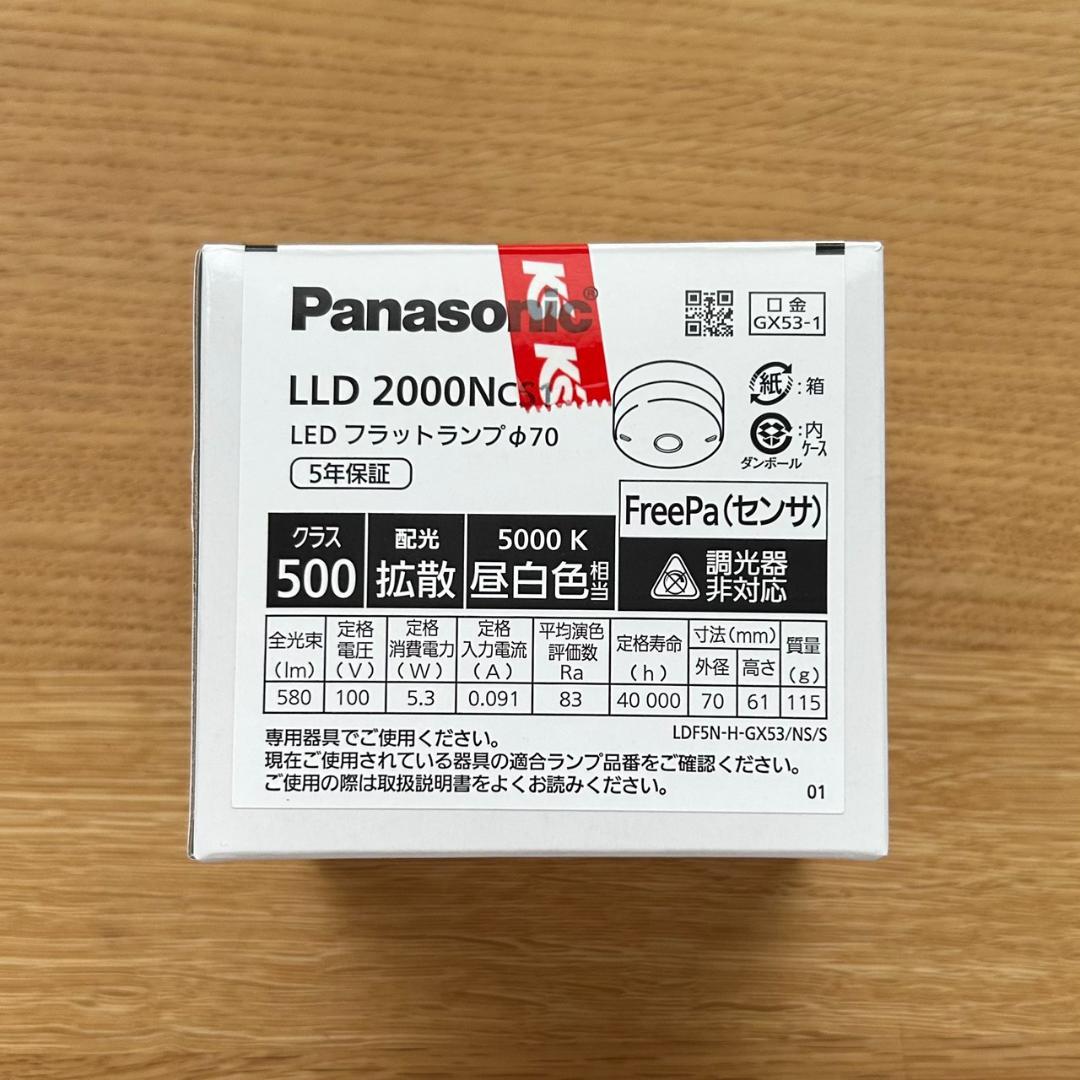 Panasonic®
K's K's
LLD 2000NCS1
LED フラットランプφ70
5年保証
口金
GX53-1
紙 :箱
:内ケース
ダンボール
FreePa(センサ)
調光器
非対応
クラス
500
配光
拡散
5000 K
昼白色相当
全光束(lm) 定格電圧(V) 定格消費電力(W) 定格入力電流(A) 平均演色評価数Ra 定格寿命(h) 寸法(mm) 外径 高さ 質量(g)
580 100 5.3 0.091 83 40 000 70 61 115
LDF5N-H-GX53/NS/S
専用器具でご使用ください。
現在ご使用されている器具の適合ランプ品番をご確認ください。
ご使用の際は取扱説明書をよくお読みください。
01